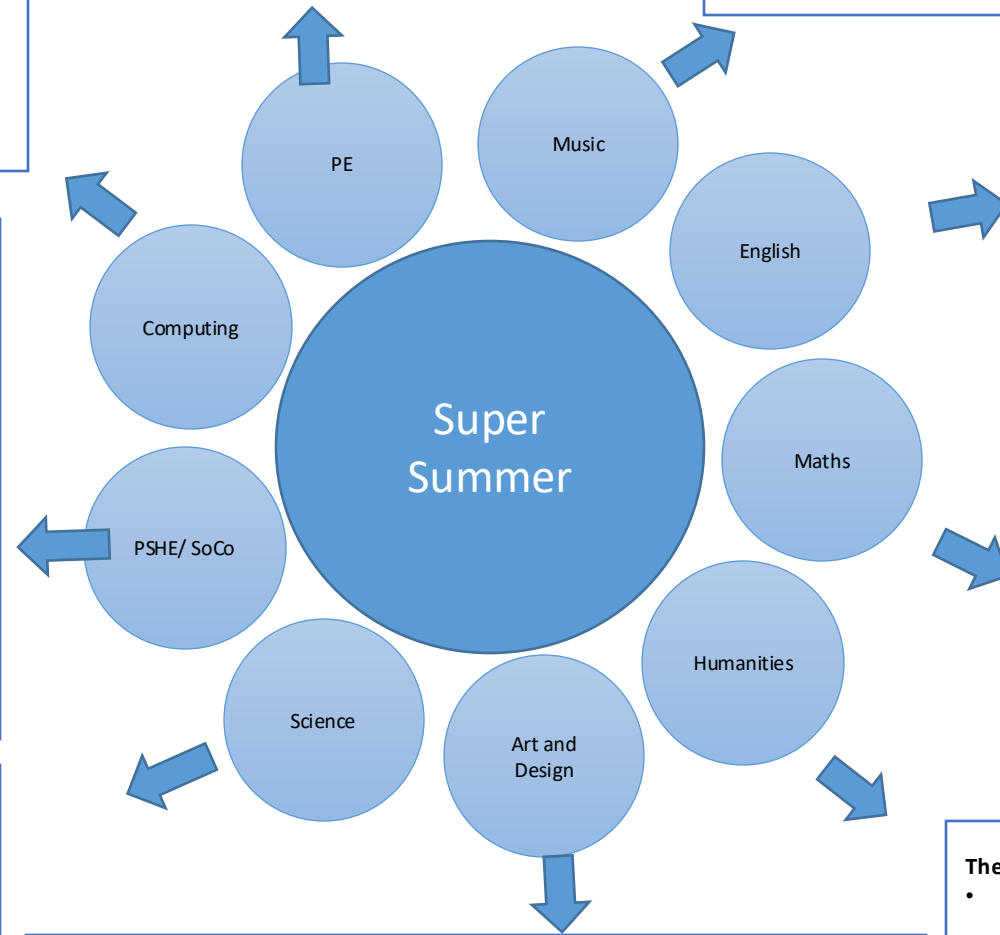 PE
Music
English
Computing
Super
Summer
Maths
PSHE/ SoCo
Humanities
Science
Art and
Design
The
•